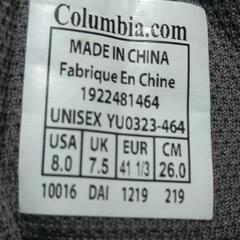 Columbia.com
MADE IN CHINA
Fabrique En Chine
1922481464
UNISEX YU0323-464
USA UK EUR CM
8.0 7.5 41 1/3 26.0
10016 DAI 1219 219